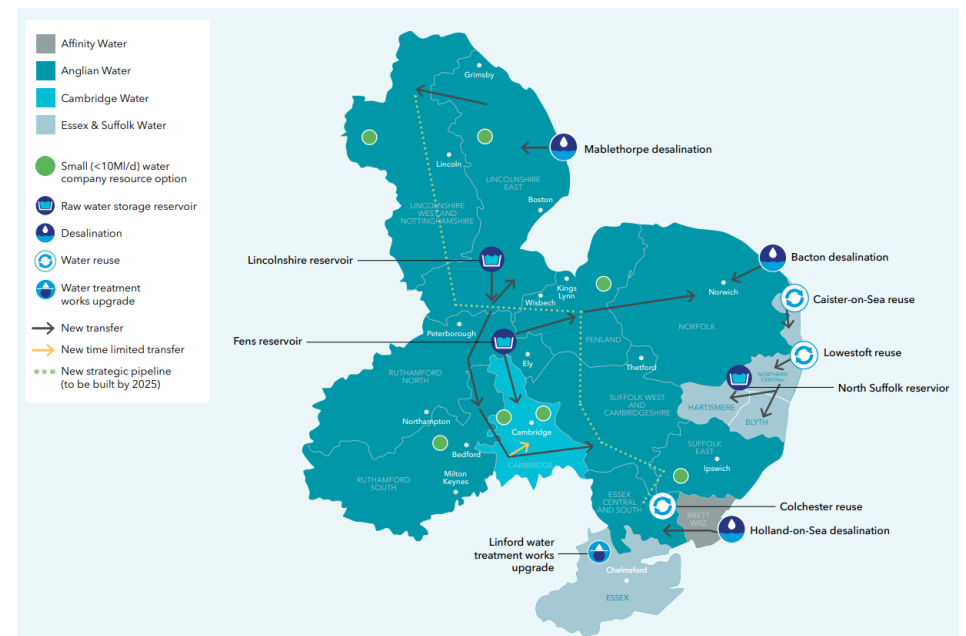 Affinity Water
Anglian Water
Cambridge Water
Essex & Suffolk Water
Small (<10Ml/d) water
company resource option
Raw water storage reservoir
Desalination
Water reuse
Water treatment
works upgrade
New transfer
New time limited transfer
New strategic pipeline
(to be built by 2025)
Grimsby
Mablethorpe desalination
Lincoln
LINCOLNSHIRE
EAST
Boston
LINCOLNSHIRE
WEST AND
NOTTINGHAMSHIRE
Lincolnshire reservoir
Bacton desalination
Kings
Lynn
Wisbech
Norwich
Caister-on-Sea reuse
NORFOLK
Peterborough
Fens reservoir
FENLAND
Ely
Thetford
Lowestoft reuse
NORTHERN
CENTRAL
North Suffolk reservior
RUTHAMFORD
NORTH
SUFFOLK WEST
AND
CAMBRIDGESHIRE
HARTISMERE
BLYTH
Northampton
Cambridge
Bedford
CAMBRIDGE
SUFFOLK
EAST
Ipswich
Milton
Keynes
RUTHAMFORD
SOUTH
ESSEX
CENTRAL
AND SOUTH
Colchester reuse
BRETT
WRZ
Holland-on-Sea desalination
Linford water
treatment works
upgrade
Chelmsford
ESSEX